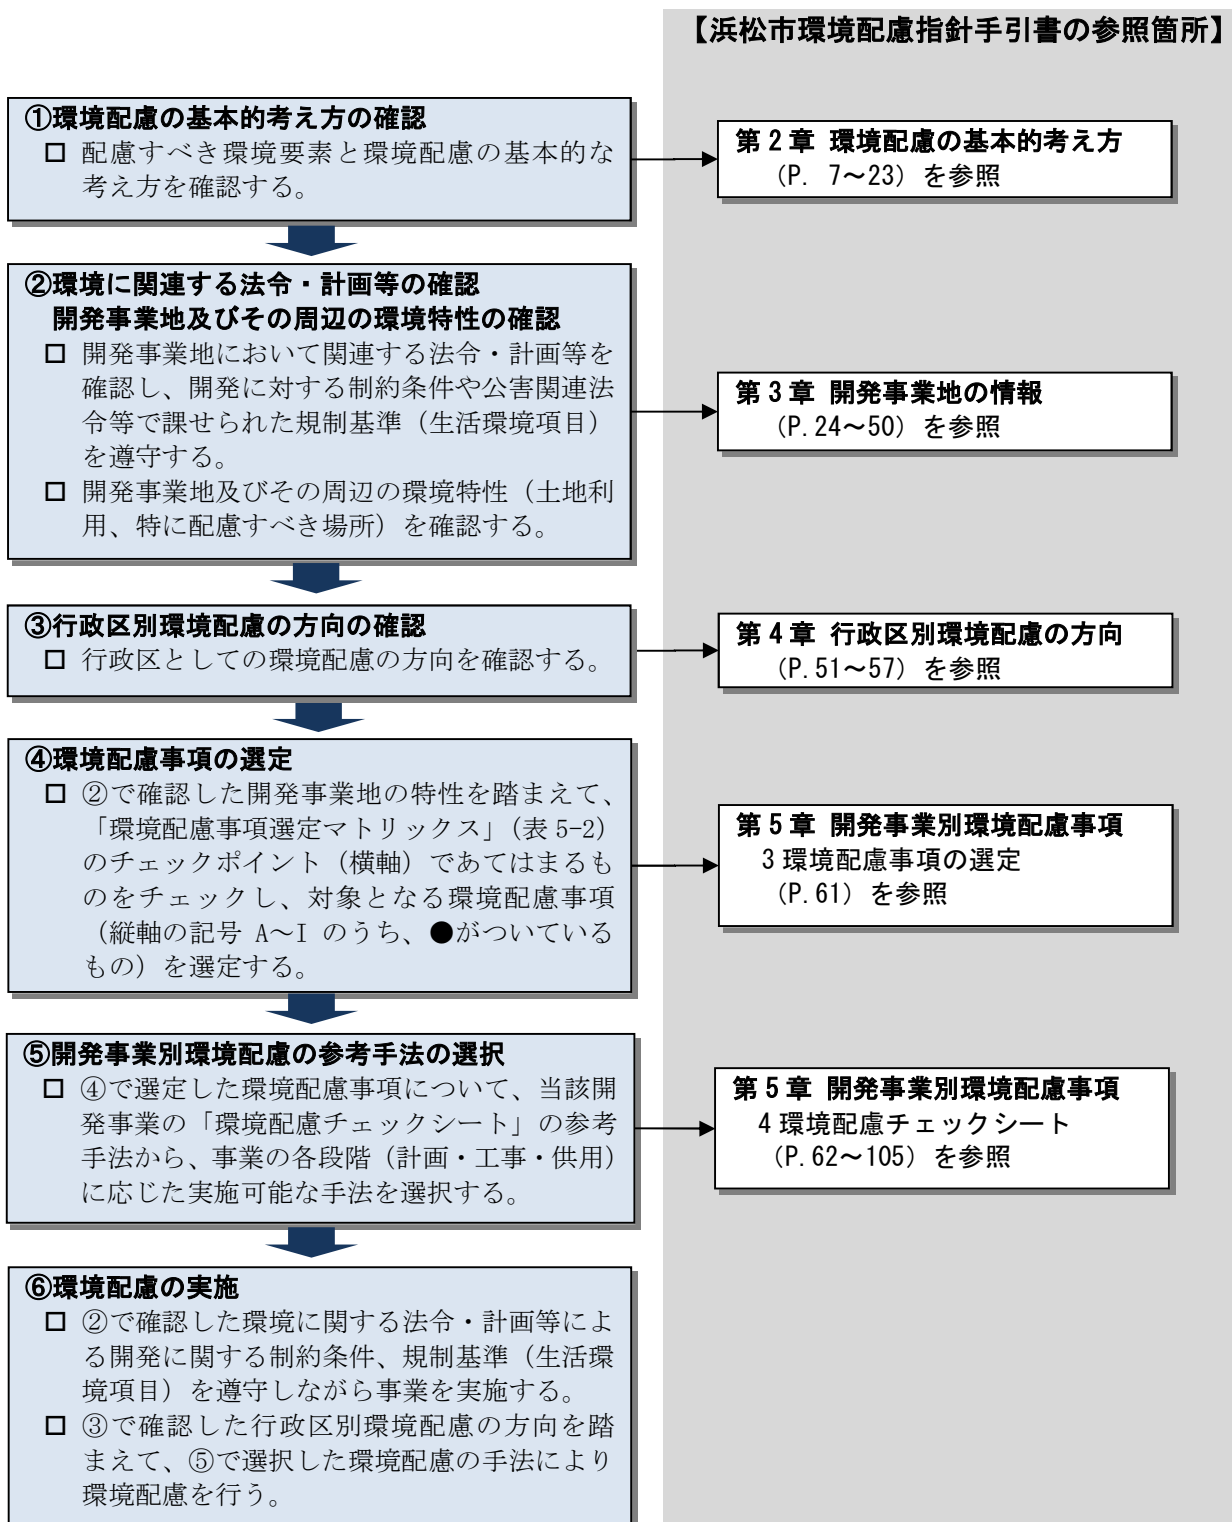 【浜松市環境配慮指針手引書の参照箇所】
①環境配慮の基本的考え方の確認
□ 配慮すべき環境要素と環境配慮の基本的な
考え方を確認する。
第2章 環境配慮の基本的考え方
（P. 7～23）を参照
②環境に関連する法令・計画等の確認
開発事業地及びその周辺の環境特性の確認
□ 開発事業地において関連する法令・計画等を
確認し、開発に対する制約条件や公害関連法
令等で課せられた規制基準（生活環境項目）
を遵守する。
□ 開発事業地及びその周辺の環境特性（土地利
用、特に配慮すべき場所）を確認する。
第3章 開発事業地の情報
（P.24～50）を参照
③行政区別環境配慮の方向の確認
□ 行政区としての環境配慮の方向を確認する。
第4章 行政区別環境配慮の方向
（P.51～57）を参照
④環境配慮事項の選定
□ ②で確認した開発事業地の特性を踏まえて、
「環境配慮事項選定マトリックス」（表 5-2）
のチェックポイント（横軸）であてはまるも
のをチェックし、対象となる環境配慮事項
（縦軸の記号 A～I のうち、●がついている
もの）を選定する。
第5章 開発事業別環境配慮事項
3 環境配慮事項の選定
（P.61）を参照
⑤開発事業別環境配慮の参考手法の選択
□ ④で選定した環境配慮事項について、当該開
発事業の「環境配慮チェックシート」の参考
手法から、事業の各段階（計画・工事・供用）
に応じた実施可能な手法を選択する。
第5章 開発事業別環境配慮事項
4 環境配慮チェックシート
（P.62～105）を参照
⑥環境配慮の実施
□ ②で確認した環境に関する法令・計画等によ
る開発に関する制約条件、規制基準（生活環
境項目）を遵守しながら事業を実施する。
□ ③で確認した行政区別環境配慮の方向を踏
まえて、⑤で選択した環境配慮の手法により
環境配慮を行う。